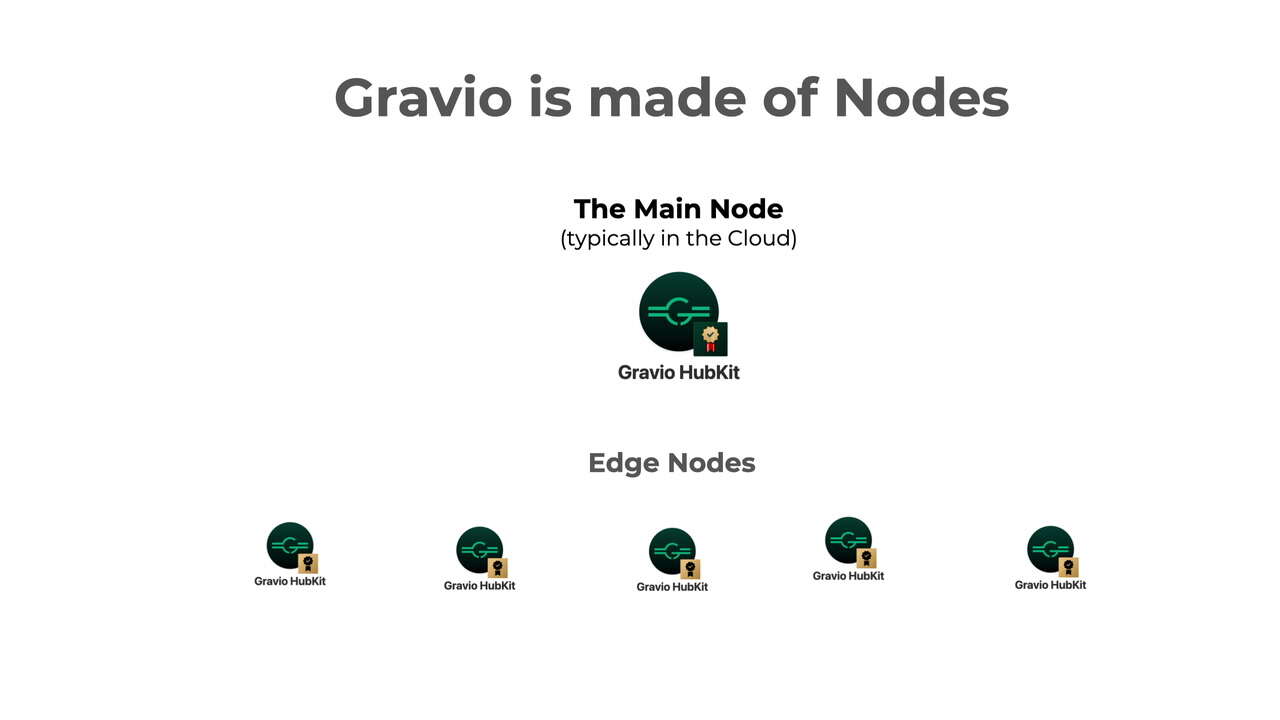 Gravio is made of Nodes
The Main Node
(typically in the Cloud)
Gravio HubKit
Edge Nodes
Gravio HubKit
Gravio HubKit
Gravio HubKit
Gravio HubKit
Gravio HubKit